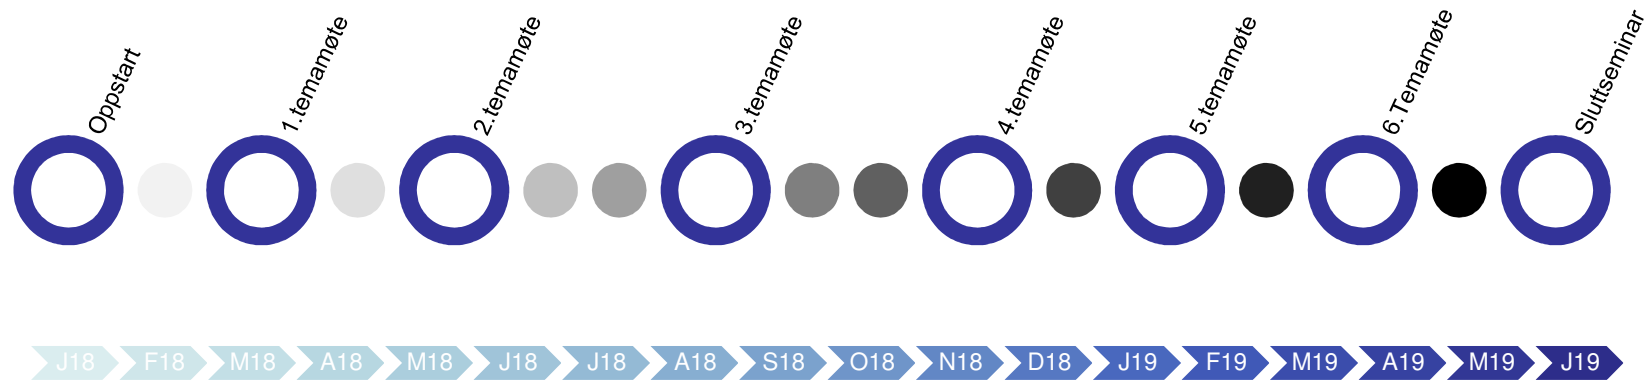 Oppstart
1.temamøte
2.temamøte
3.temamøte
4.temamøte
5.temamøte
6.Temamøte
Sluttseminar
J18 F18 M18 A18 M18 J18 J18 A18 S18 O18 N18 D18 J19 F19 M19 A19 M19 J19